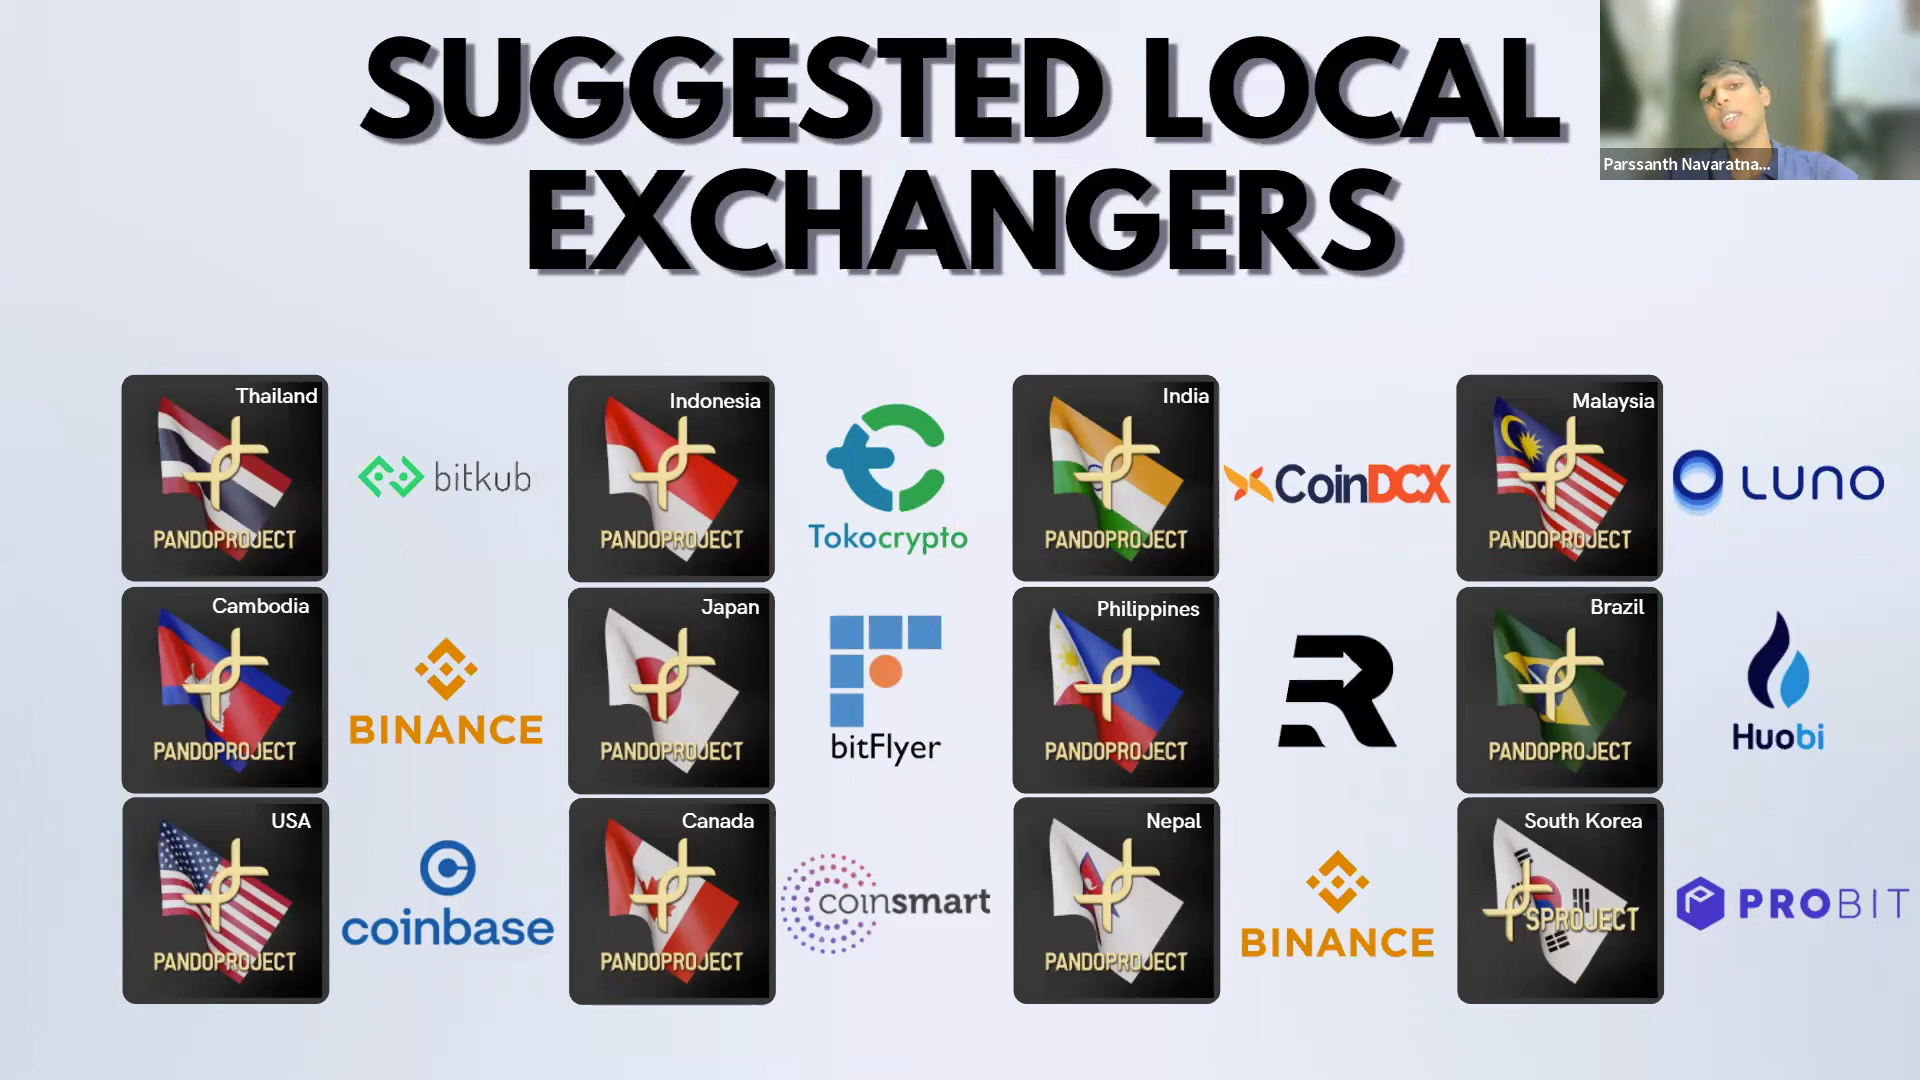 SUGGESTED LOCAL
EXCHANGERS
Parssanth Navaratna...
Thailand
PANDOPROJECT
bitkub
Indonesia
PANDOPROJECT
Tokocrypto
India
PANDOPROJECT
CoinDCX
Malaysia
PANDOPROJECT
LUNO
Cambodia
PANDOPROJECT
BINANCE
Japan
PANDOPROJECT
bitFlyer
Philippines
PANDOPROJECT
R
Brazil
PANDOPROJECT
Huobi
USA
PANDOPROJECT
coinbase
Canada
PANDOPROJECT
coinsmart
Nepal
PANDOPROJECT
BINANCE
South Korea
SPROJECT
PROBIT